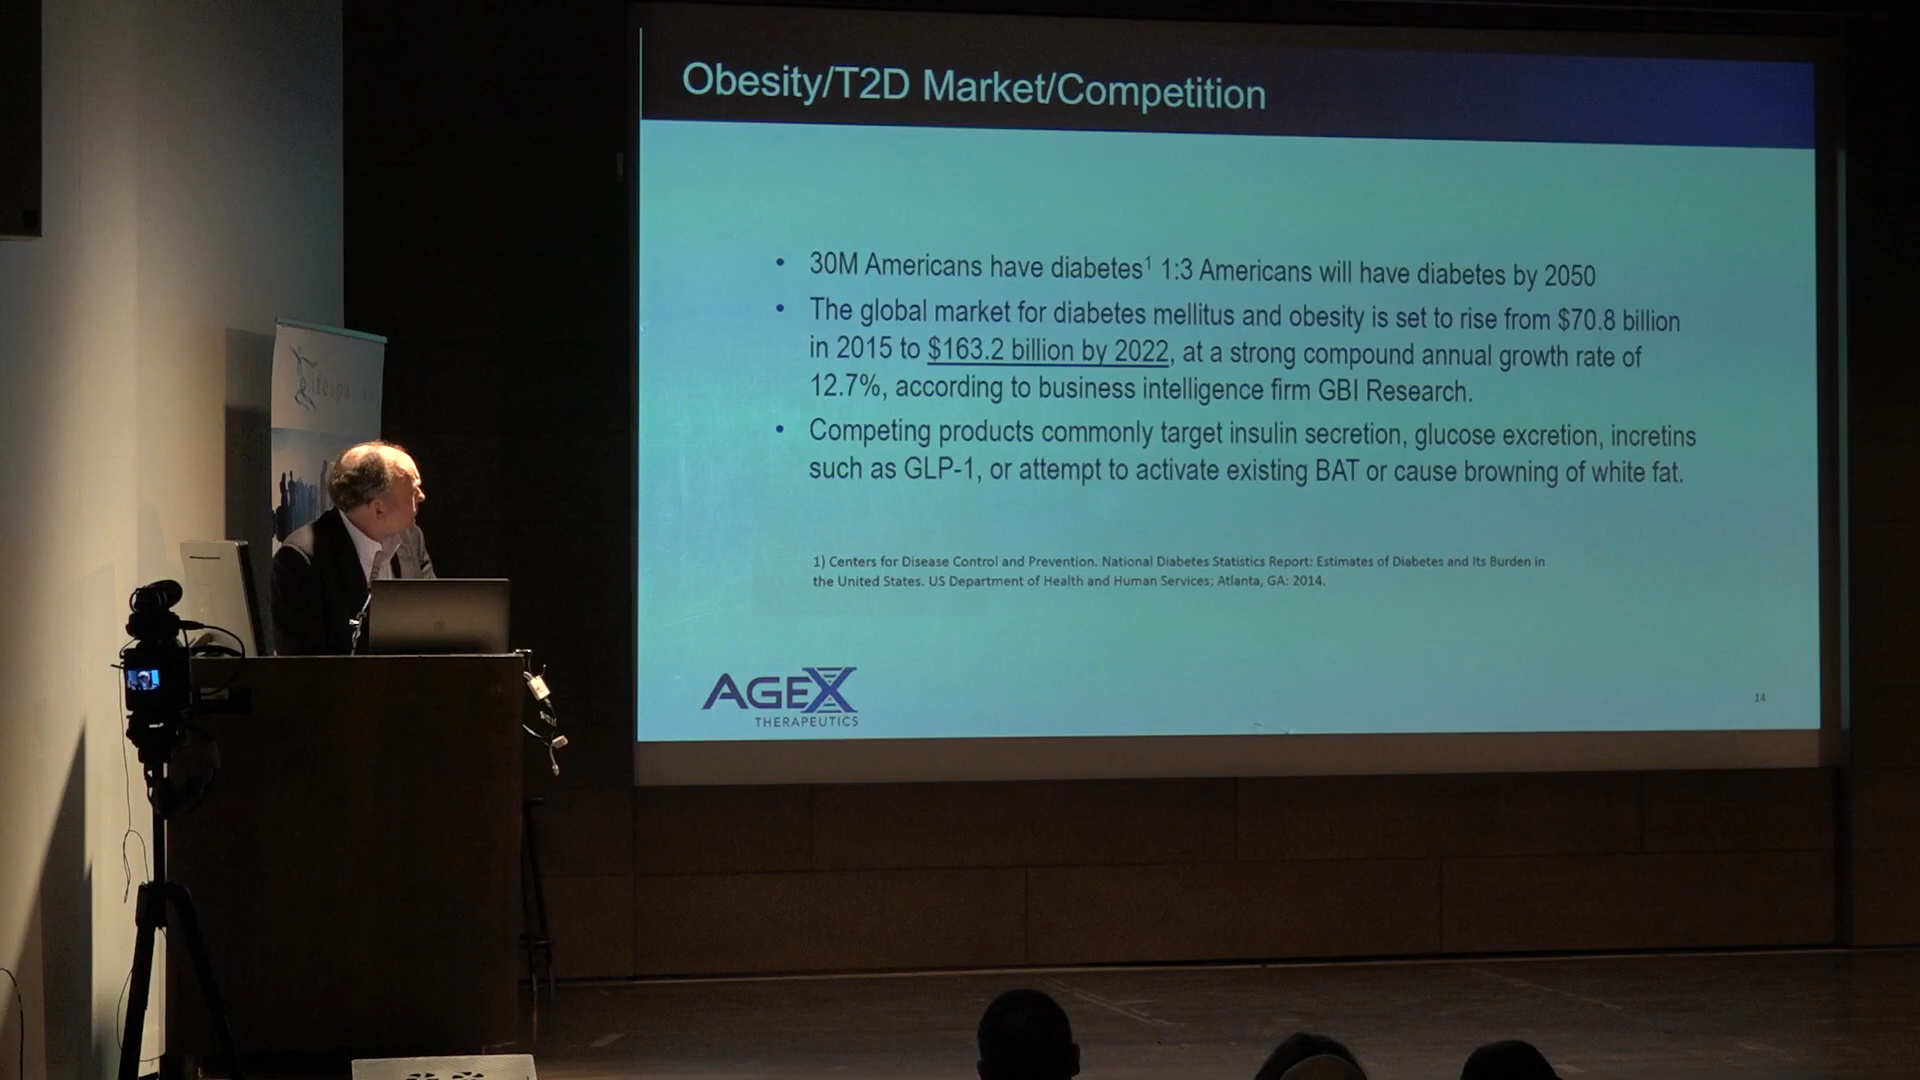 Obesity/T2D Market/Competition
• 30M Americans have diabetes¹ 1:3 Americans will have diabetes by 2050
• The global market for diabetes mellitus and obesity is set to rise from $70.8 billion
in 2015 to $163.2 billion by 2022, at a strong compound annual growth rate of
12.7%, according to business intelligence firm GBI Research.
• Competing products commonly target insulin secretion, glucose excretion, incretins
such as GLP-1, or attempt to activate existing BAT or cause browning of white fat.
1) Centers for Disease Control and Prevention. National Diabetes Statistics Report: Estimates of Diabetes and Its Burden in
the United States. US Department of Health and Human Services; Atlanta, GA: 2014.
AGEX
THERAPEUTICS
14